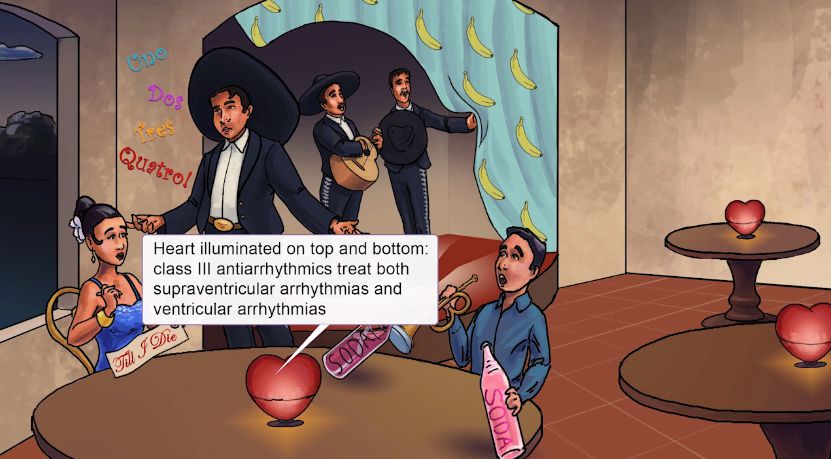 Uno
Dos
Tres
Quatro!
Heart illuminated on top and bottom:
class III antiarrhythmics treat both
supraventricular arrhythmias and
ventricular arrhythmias
Till I Die
SODA
SODA